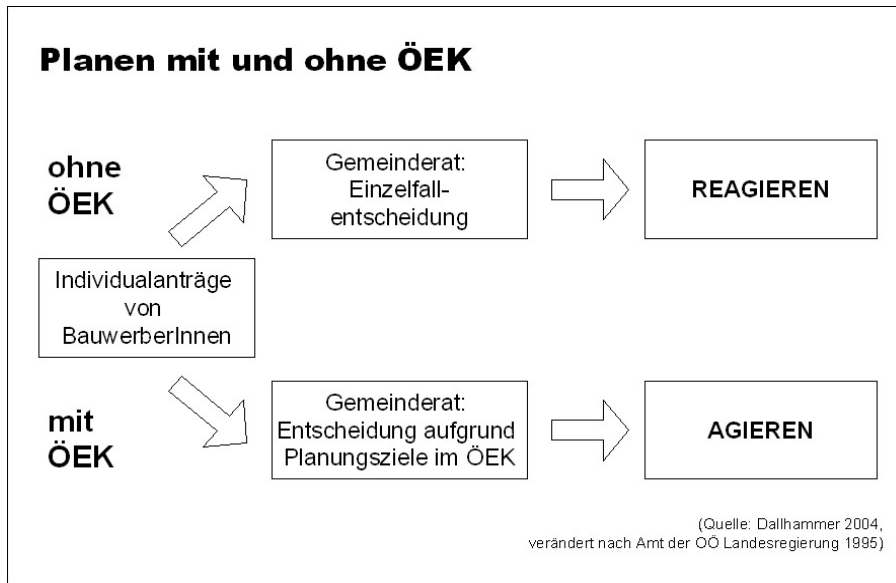 Planen mit und ohne ÖEK
ohne
ÖEK
Gemeinderat:
Einzelfall-
entscheidung
REAGIEREN
Individualanträge
von
BauwerberInnen
mit
ÖEK
Gemeinderat:
Entscheidung aufgrund
Planungsziele im ÖEK
AGIEREN
(Quelle: Dallhammer 2004,
verändert nach Amt der OÖ Landesregierung 1995)